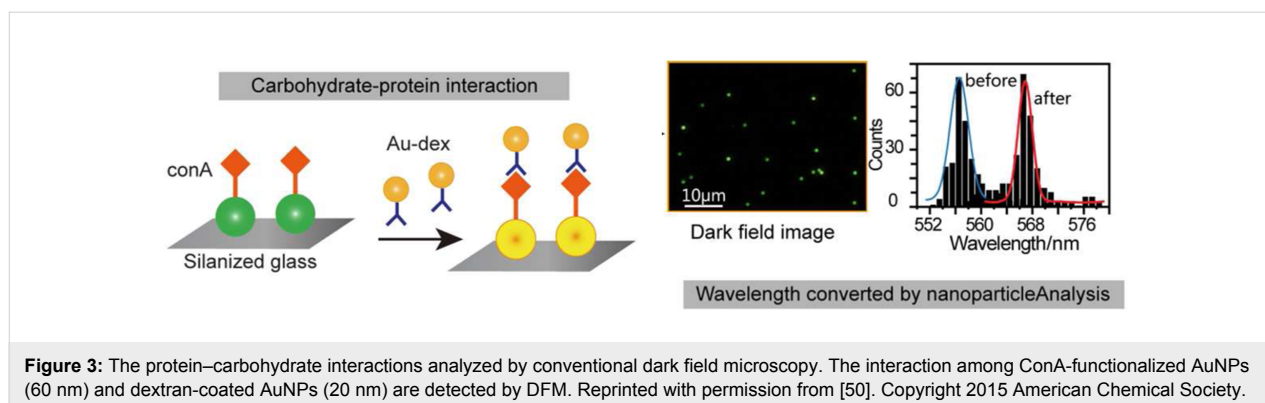 Carbohydrate-protein interaction
conA
Au-dex
Silanized glass
10μm
Dark field image
Counts
60
30
0
before
after
552 560 568 576
Wavelength/nm
Wavelength converted by nanoparticleAnalysis
Figure 3: The protein–carbohydrate interactions analyzed by conventional dark field microscopy. The interaction among ConA-functionalized AuNPs
(60 nm) and dextran-coated AuNPs (20 nm) are detected by DFM. Reprinted with permission from [50]. Copyright 2015 American Chemical Society.